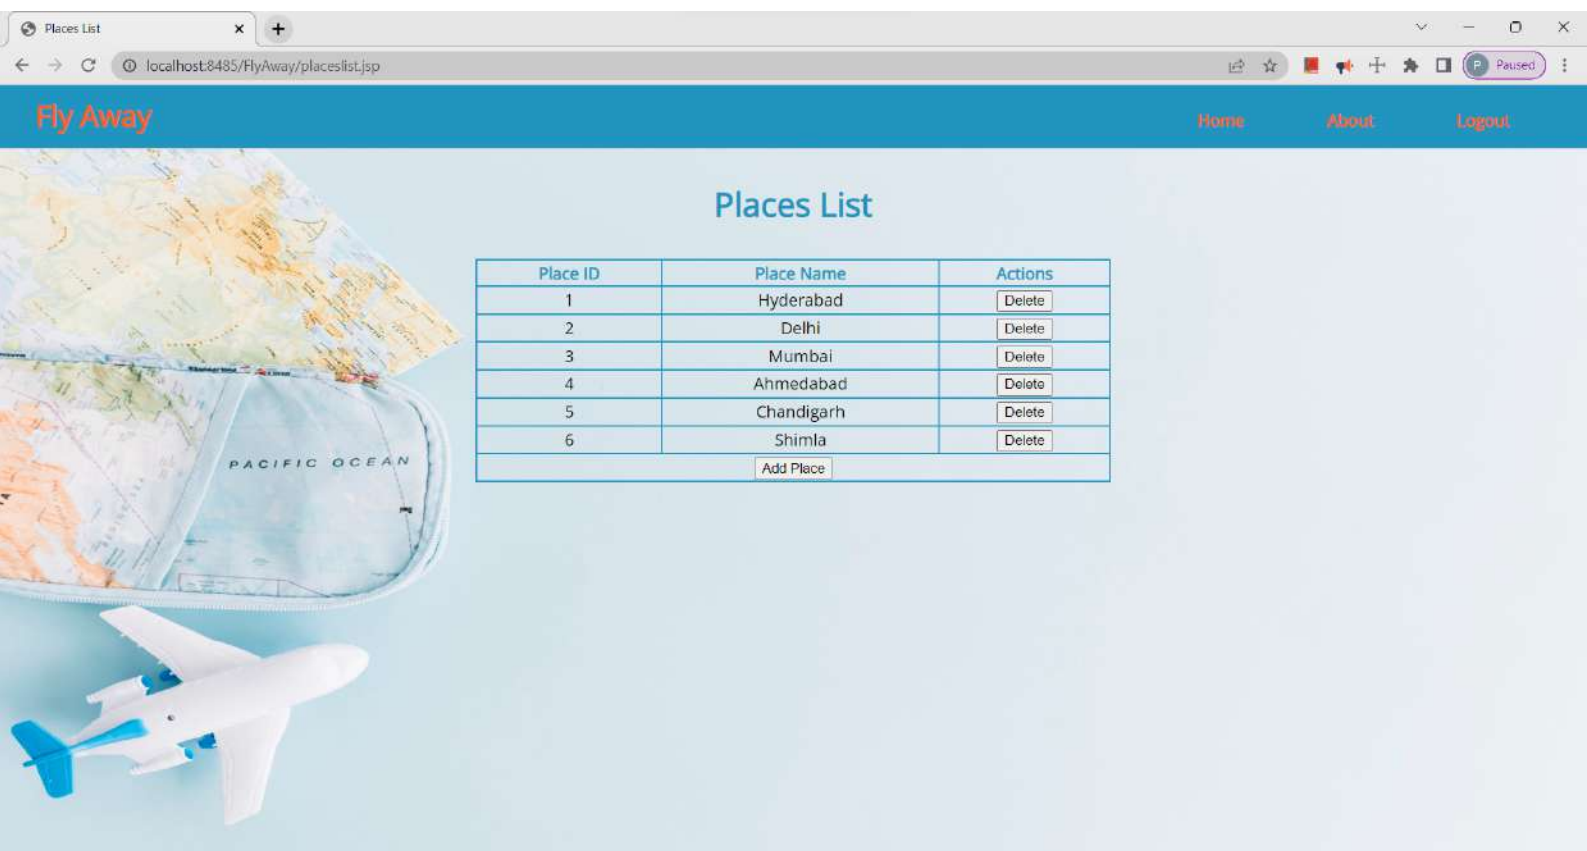 Places List
localhost:8485/FlyAway/placeslist.jsp
P Paused
Fly Away Home About Logout
Places List
Place ID Place Name Actions
1 Hyderabad Delete
2 Delhi Delete
3 Mumbai Delete
4 Ahmedabad Delete
5 Chandigarh Delete
6 Shimla Delete
Add Place
PACIFIC OCEAN